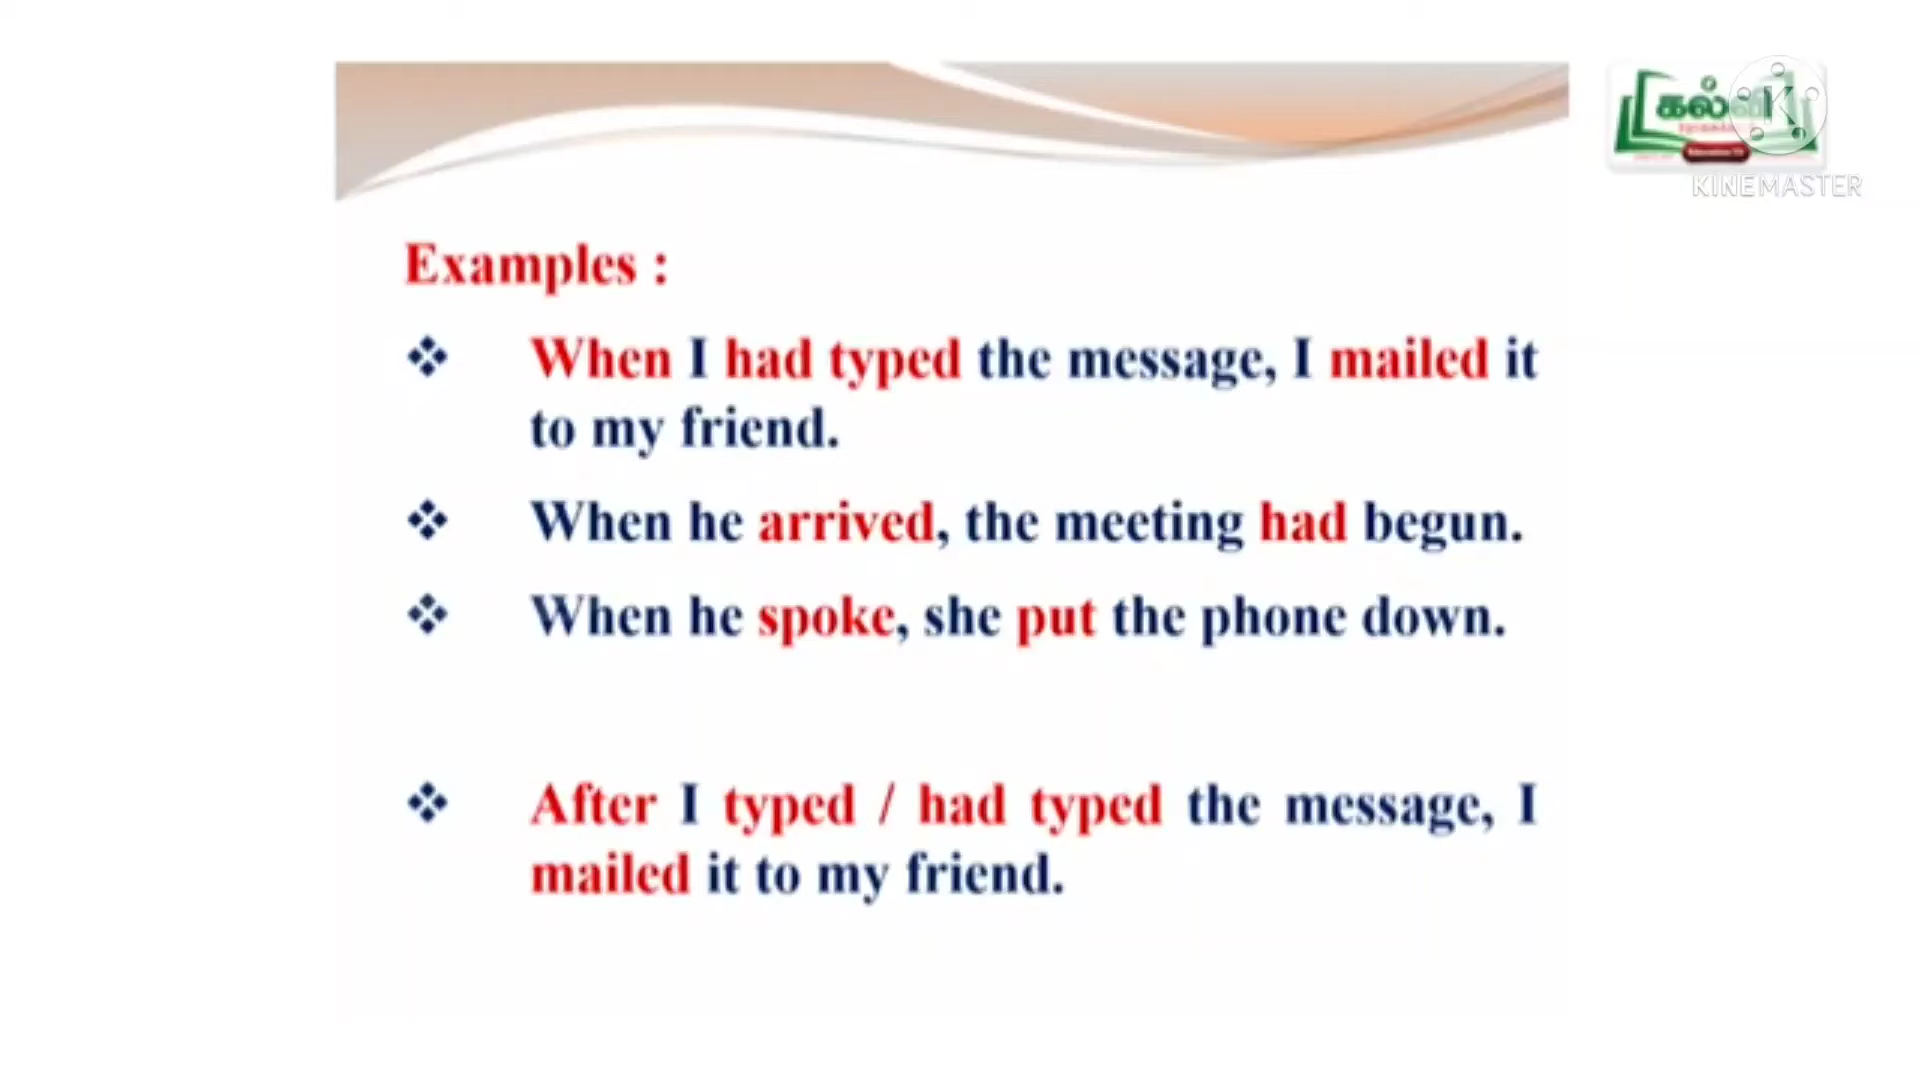 கல்வி
KINEMASTER
Examples :
When I had typed the message, I mailed it
to my friend.
When he arrived, the meeting had begun.
When he spoke, she put the phone down.
After I typed / had typed the message, I
mailed it to my friend.